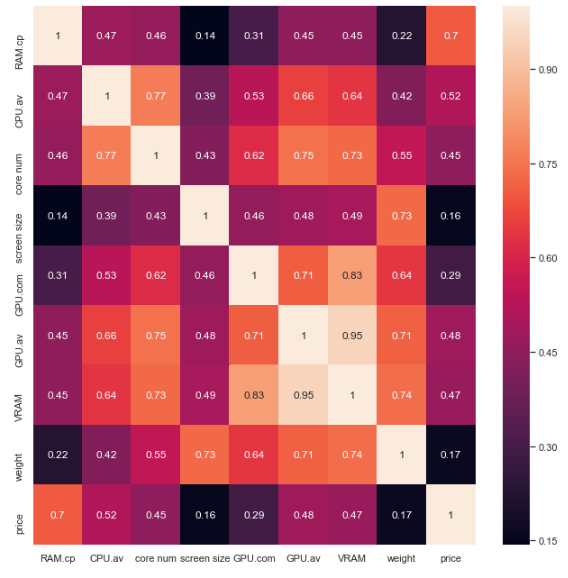 RAM.cp 1 0.47 0.46 0.14 0.31 0.45 0.45 0.22 0.7
CPU.av 0.47 1 0.77 0.39 0.53 0.66 0.64 0.42 0.52
core num 0.46 0.77 1 0.43 0.62 0.75 0.73 0.55 0.45
screen size 0.14 0.39 0.43 1 0.46 0.48 0.49 0.73 0.16
GPU.com 0.31 0.53 0.62 0.46 1 0.71 0.83 0.64 0.29
GPU.av 0.45 0.66 0.75 0.48 0.71 1 0.95 0.71 0.48
VRAM 0.45 0.64 0.73 0.49 0.83 0.95 1 0.74 0.47
weight 0.22 0.42 0.55 0.73 0.64 0.71 0.74 1 0.17
price 0.7 0.52 0.45 0.16 0.29 0.48 0.47 0.17 1
RAM.cp CPU.av core num screen size GPU.com GPU.av VRAM weight price
0.90
0.75
0.60
0.45
0.30
0.15